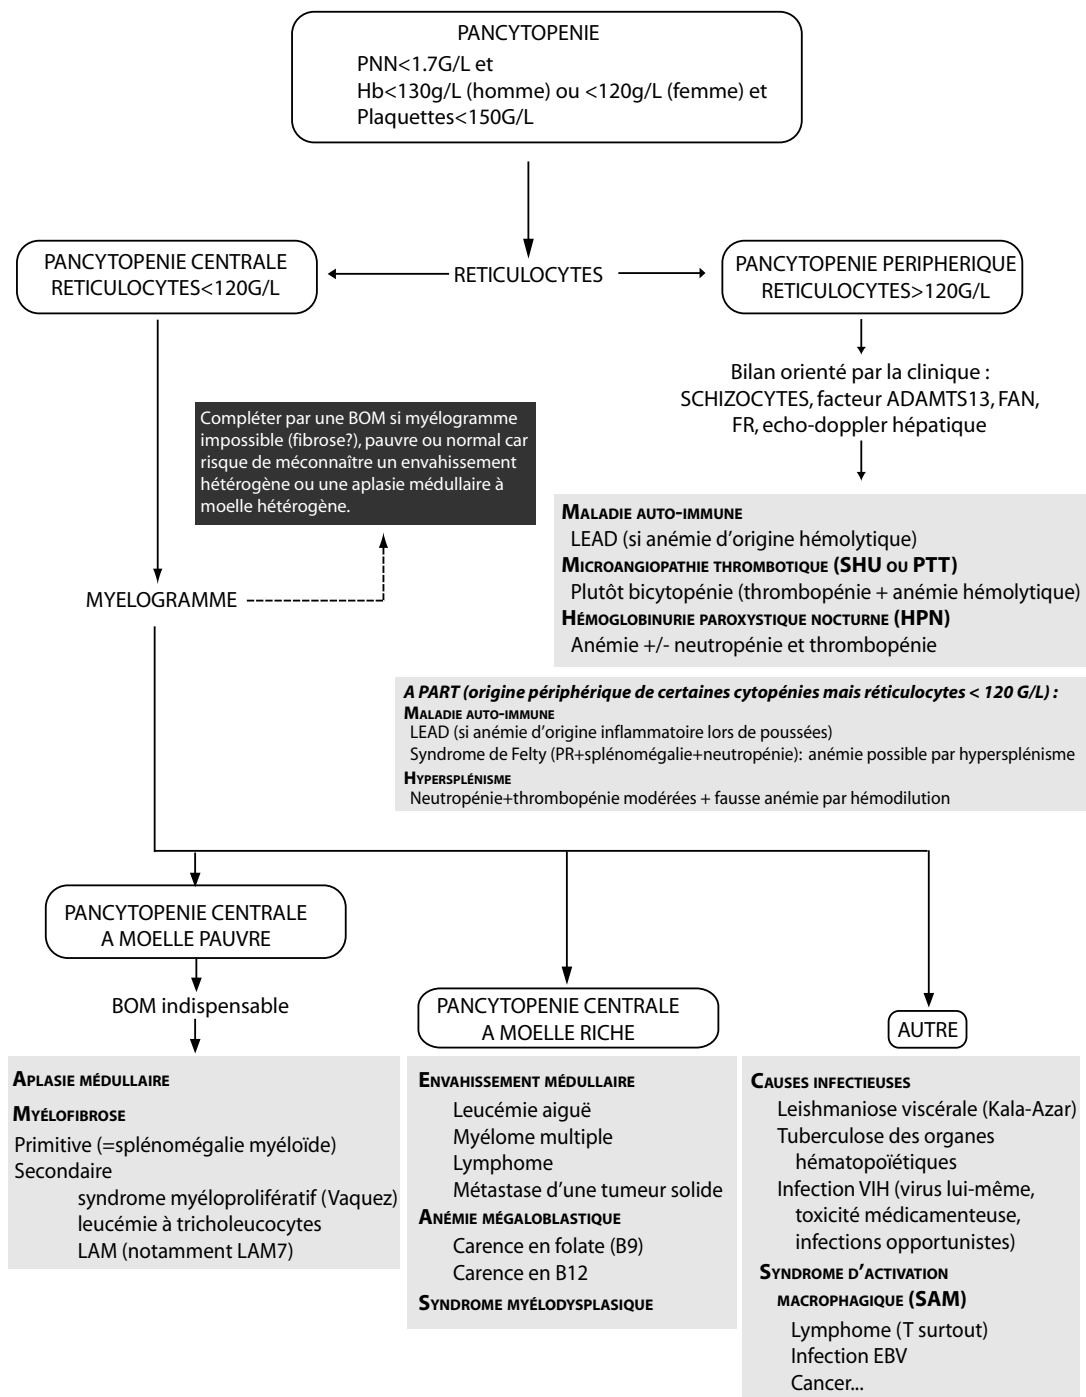 PANCYTOPENIE
PNN<1.7G/L et
Hb<130g/L (homme) ou <120g/L (femme) et
Plaquettes<150G/L
PANCYTOPENIE CENTRALE
RETICULOCYTES<120G/L
RETICULOCYTES
PANCYTOPENIE PERIPHERIQUE
RETICULOCYTES>120G/L
Bilan orienté par la clinique :
SCHIZOCYTES, facteur ADAMTS13, FAN,
FR, echo-doppler hépatique
Compléter par une BOM si myélogramme
impossible (fibrose?), pauvre ou normal car
risque de méconnaître un envahissement
hétérogène ou une aplasie médullaire à
moelle hétérogène.
MALADIE AUTO-IMMUNE
LEAD (si anémie d'origine hémolytique)
MICROANGIOPATHIE THROMBOTIQUE (SHU OU PTT)
Plutôt bicytopénie (thrombopénie + anémie hémolytique)
HÉMOGLOBINURIE PAROXYSTIQUE NOCTURNE (HPN)
Anémie +/- neutropénie et thrombopénie
MYELOGRAMME
A PART (origine périphérique de certaines cytopénies mais réticulocytes < 120 G/L) :
MALADIE AUTO-IMMUNE
LEAD (si anémie d'origine inflammatoire lors de poussées)
Syndrome de Felty (PR+splénomégalie+neutropénie): anémie possible par hypersplénisme
HYPERSPLÉNISME
Neutropénie+thrombopénie modérées + fausse anémie par hémodilution
PANCYTOPENIE CENTRALE
A MOELLE PAUVRE
BOM indispensable
APLASIE MÉDULLAIRE
MYÉLOFIBROSE
Primitive (=splénomégalie myéloïde)
Secondaire
syndrome myéloprolifératif (Vaquez)
leucémie à tricholeucocytes
LAM (notamment LAM7)
PANCYTOPENIE CENTRALE
A MOELLE RICHE
ENVAHISSEMENT MÉDULLAIRE
Leucémie aiguë
Myélome multiple
Lymphome
Métastase d'une tumeur solide
ANÉMIE MÉGALOBLASTIQUE
Carence en folate (B9)
Carence en B12
SYNDROME MYÉLODYSPLASIQUE
AUTRE
CAUSES INFECTIEUSES
Leishmaniose viscérale (Kala-Azar)
Tuberculose des organes
hématopoïétiques
Infection VIH (virus lui-même,
toxicité médicamenteuse,
infections opportunistes)
SYNDROME D'ACTIVATION
MACROPHAGIQUE (SAM)
Lymphome (T surtout)
Infection EBV
Cancer...